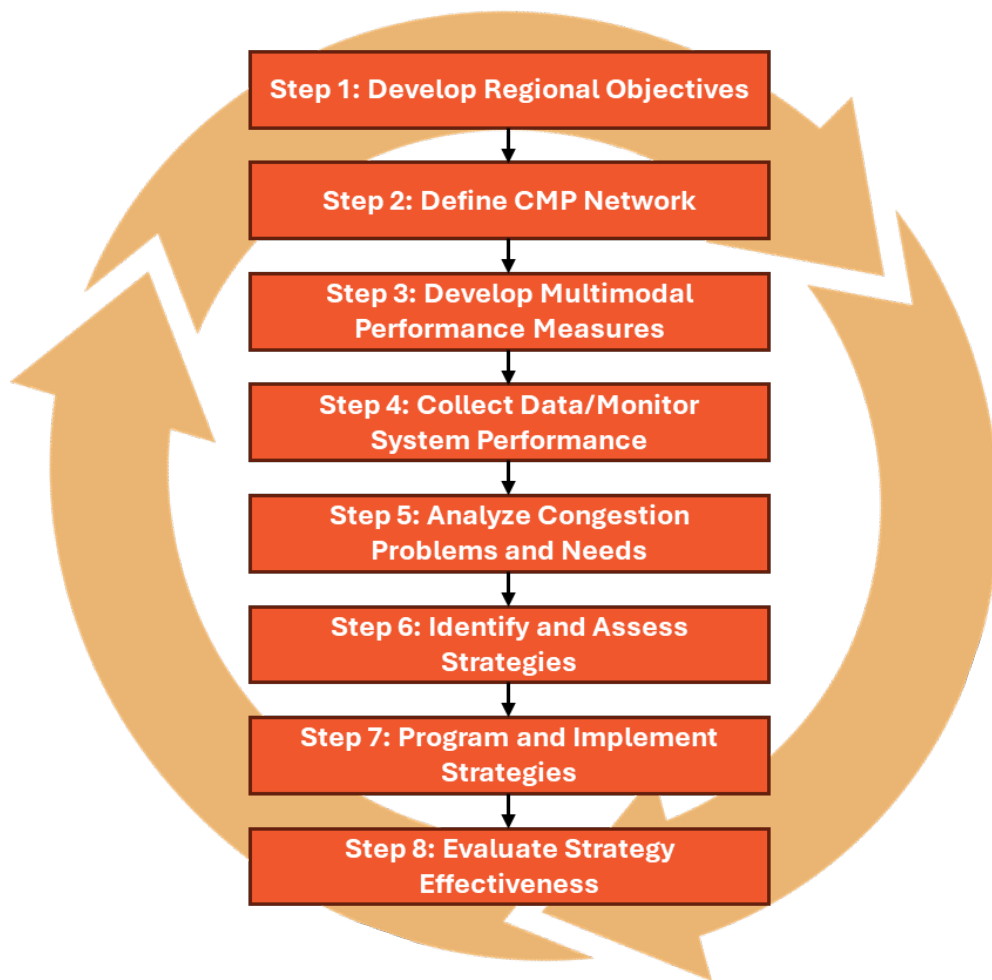 Step 1: Develop Regional Objectives
Step 2: Define CMP Network
Step 3: Develop Multimodal
Performance Measures
Step 4: Collect Data/Monitor
System Performance
Step 5: Analyze Congestion
Problems and Needs
Step 6: Identify and Assess
Strategies
Step 7: Program and Implement
Strategies
Step 8: Evaluate Strategy
Effectiveness